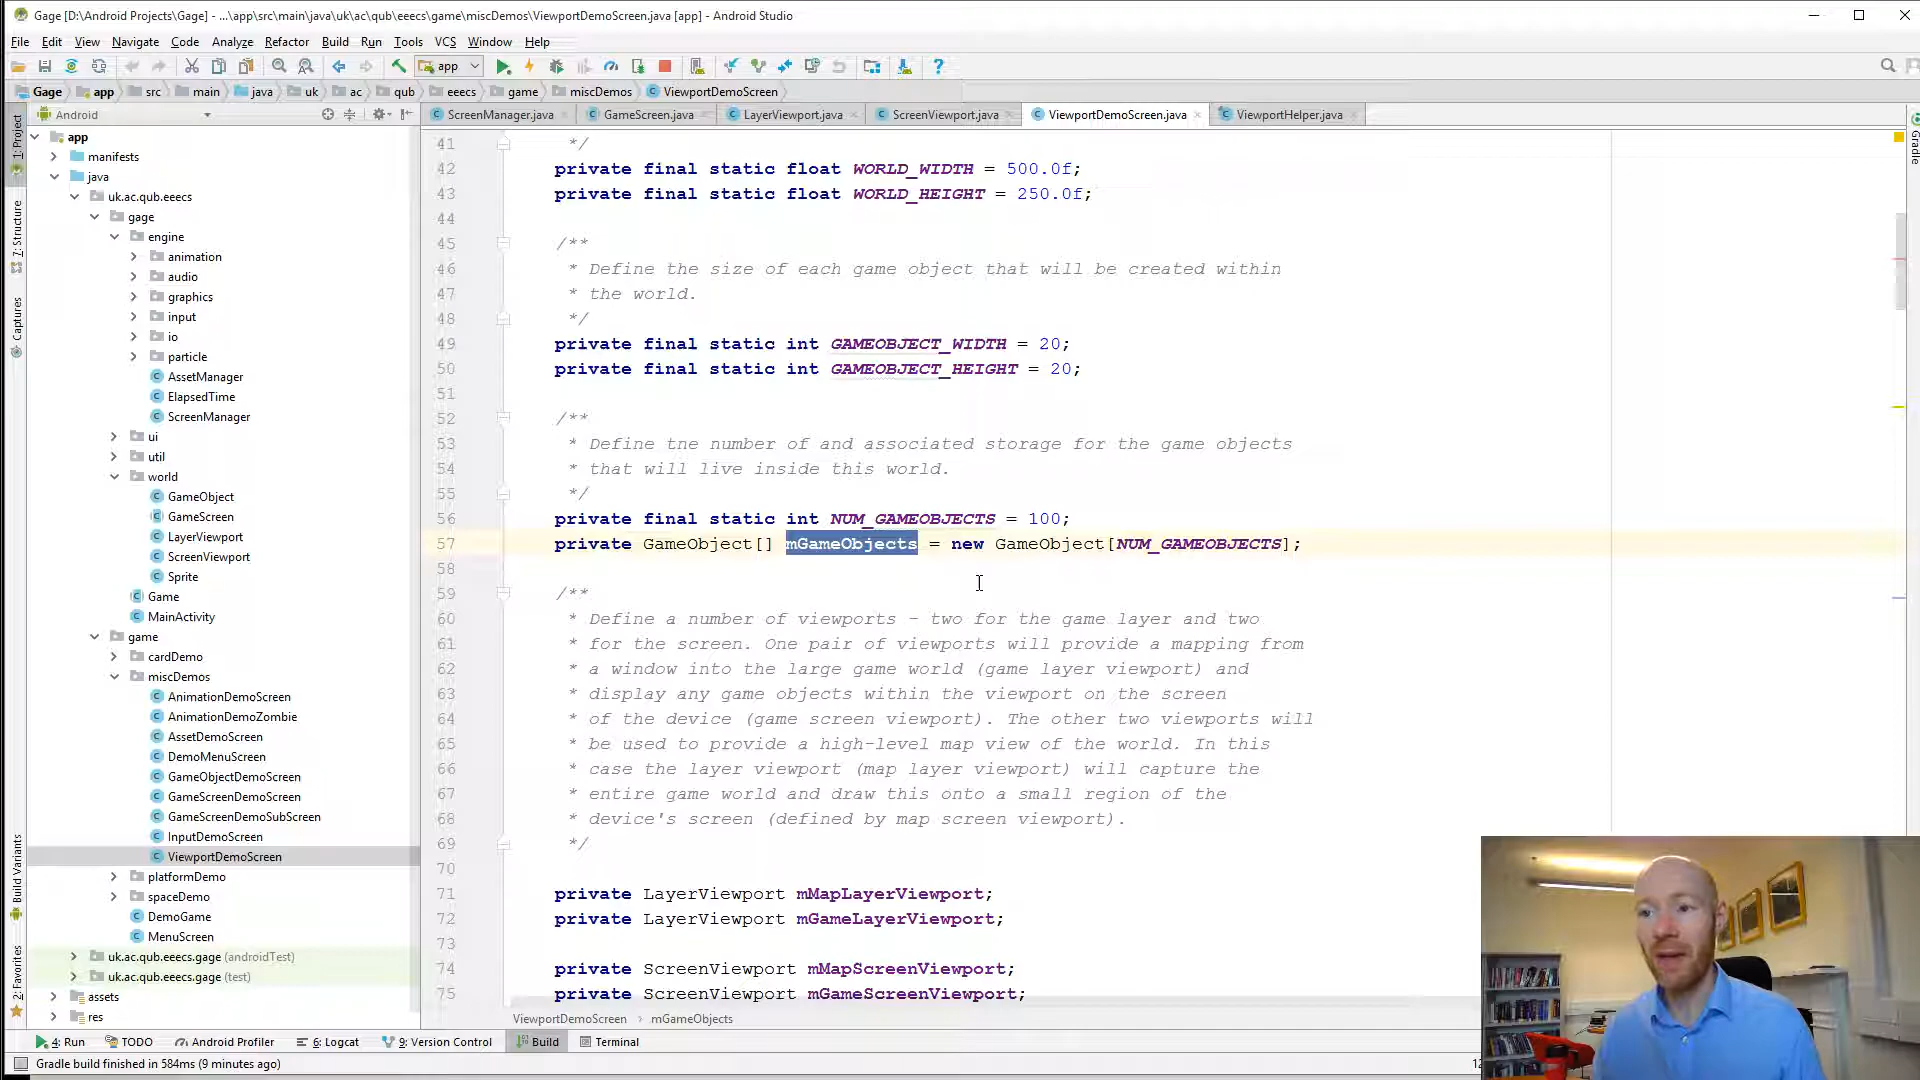 Gage [D:\Android Projects\Gage] - ...\app\src\main\java\uk\ac\qub\eeecs\game\miscDemos\ViewportDemoScreen.java [app] - Android Studio
File Edit View Navigate Code Analyze Refactor Build Run Tools VCS Window Help
app
Gage app src main java uk ac qub eeecs game miscDemos ViewportDemoScreen
Android
ScreenManager.java GameScreen.java LayerViewport.java ScreenViewport.java ViewportDemoScreen.java ViewportHelper.java
1: Project
7: Structure
Captures
Build Variants
2: Favorites
Gradle
app
manifests
java
uk.ac.qub.eeecs
gage
engine
animation
audio
graphics
input
io
particle
AssetManager
ElapsedTime
ScreenManager
ui
util
world
GameObject
GameScreen
LayerViewport
ScreenViewport
Sprite
Game
MainActivity
game
cardDemo
miscDemos
AnimationDemoScreen
AnimationDemoZombie
AssetDemoScreen
DemoMenuScreen
GameObjectDemoScreen
GameScreenDemoScreen
GameScreenDemoSubScreen
InputDemoScreen
ViewportDemoScreen
platformDemo
spaceDemo
DemoGame
MenuScreen
uk.ac.qub.eeecs.gage (androidTest)
uk.ac.qub.eeecs.gage (test)
assets
res
41 */
42 private final static float WORLD_WIDTH = 500.0f;
43 private final static float WORLD_HEIGHT = 250.0f;
44
45 /**
46 * Define the size of each game object that will be created within
47 * the world.
48 */
49 private final static int GAMEOBJECT_WIDTH = 20;
50 private final static int GAMEOBJECT_HEIGHT = 20;
51
52 /**
53 * Define tne number of and associated storage for the game objects
54 * that will live inside this world.
55 */
56 private final static int NUM_GAMEOBJECTS = 100;
57 private GameObject[] mGameObjects = new GameObject[NUM_GAMEOBJECTS];
58
59 /**
60 * Define a number of viewports - two for the game layer and two
61 * for the screen. One pair of viewports will provide a mapping from
62 * a window into the large game world (game layer viewport) and
63 * display any game objects within the viewport on the screen
64 * of the device (game screen viewport). The other two viewports will
65 * be used to provide a high-level map view of the world. In this
66 * case the layer viewport (map layer viewport) will capture the
67 * entire game world and draw this onto a small region of the
68 * device's screen (defined by map screen viewport).
69 */
70
71 private LayerViewport mMapLayerViewport;
72 private LayerViewport mGameLayerViewport;
73
74 private ScreenViewport mMapScreenViewport;
75 private ScreenViewport mGameScreenViewport;
ViewportDemoScreen › mGameObjects
4: Run TODO Android Profiler 6: Logcat 9: Version Control Build Terminal
Gradle build finished in 584ms (9 minutes ago)